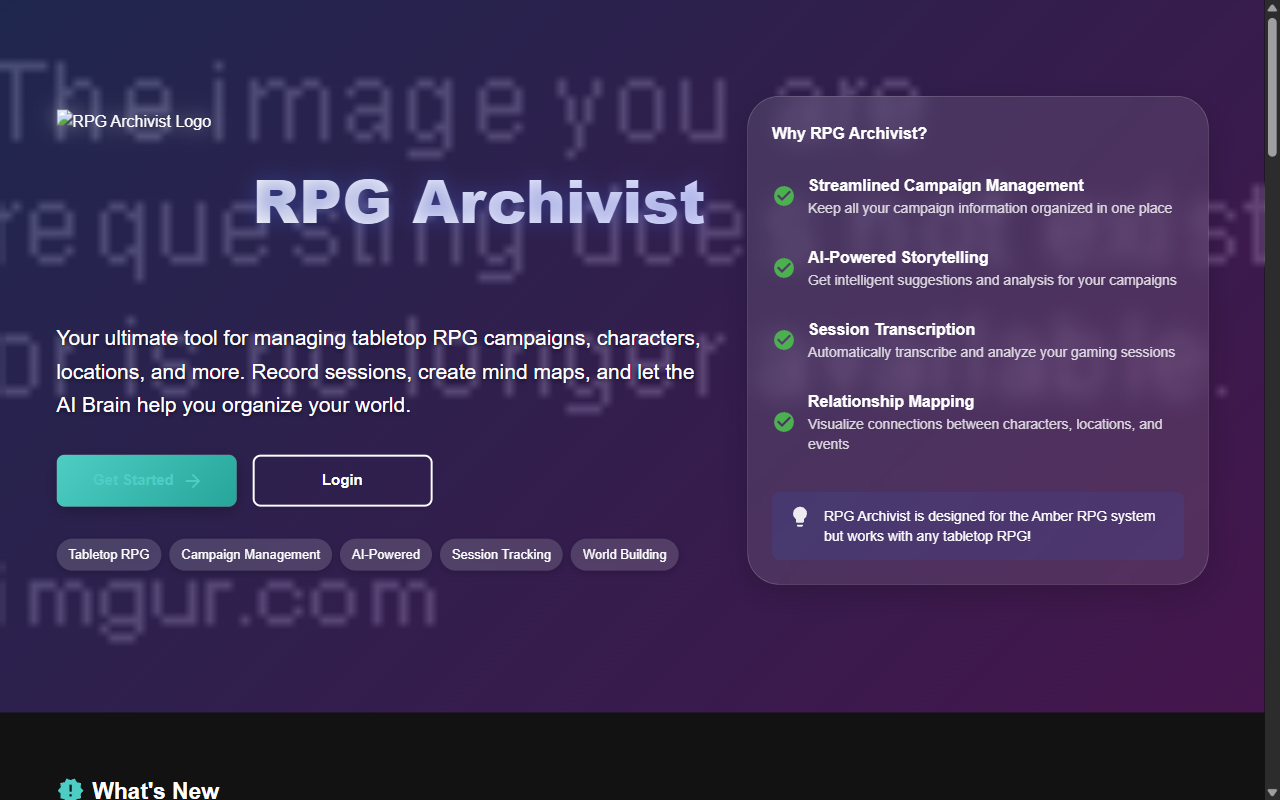 The image you are
requesting does not exist
or is no longer available.
imgur.com
RPG Archivist Logo
RPG Archivist
Your ultimate tool for managing tabletop RPG campaigns, characters,
locations, and more. Record sessions, create mind maps, and let the
AI Brain help you organize your world.
Get Started
Login
Tabletop RPG
Campaign Management
AI-Powered
Session Tracking
World Building
Why RPG Archivist?
Streamlined Campaign Management
Keep all your campaign information organized in one place
AI-Powered Storytelling
Get intelligent suggestions and analysis for your campaigns
Session Transcription
Automatically transcribe and analyze your gaming sessions
Relationship Mapping
Visualize connections between characters, locations, and
events
RPG Archivist is designed for the Amber RPG system
but works with any tabletop RPG!
What's New